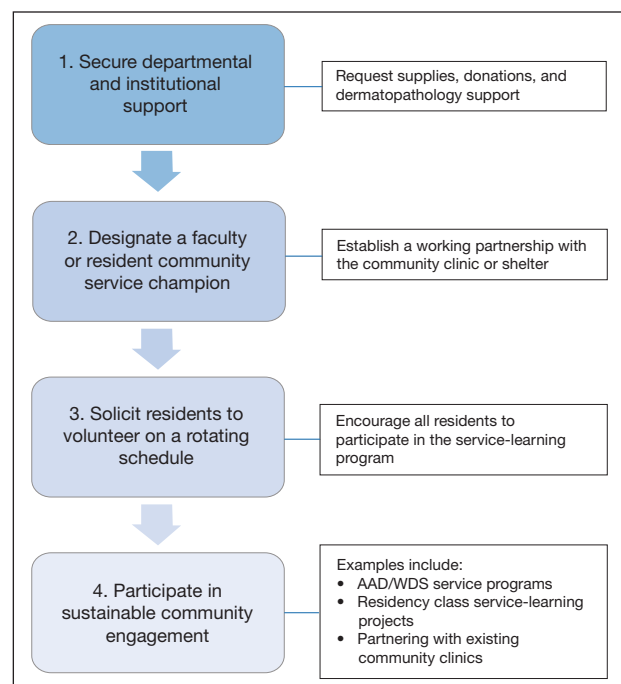 1. Secure departmental
and institutional
support
Request supplies, donations, and
dermatopathology support
2. Designate a faculty
or resident community
service champion
Establish a working partnership with
the community clinic or shelter
3. Solicit residents to
volunteer on a rotating
schedule
Encourage all residents to
participate in the service-learning
program
4. Participate in
sustainable community
engagement
Examples include:
• AAD/WDS service programs
• Residency class service-learning
projects
• Partnering with existing
community clinics